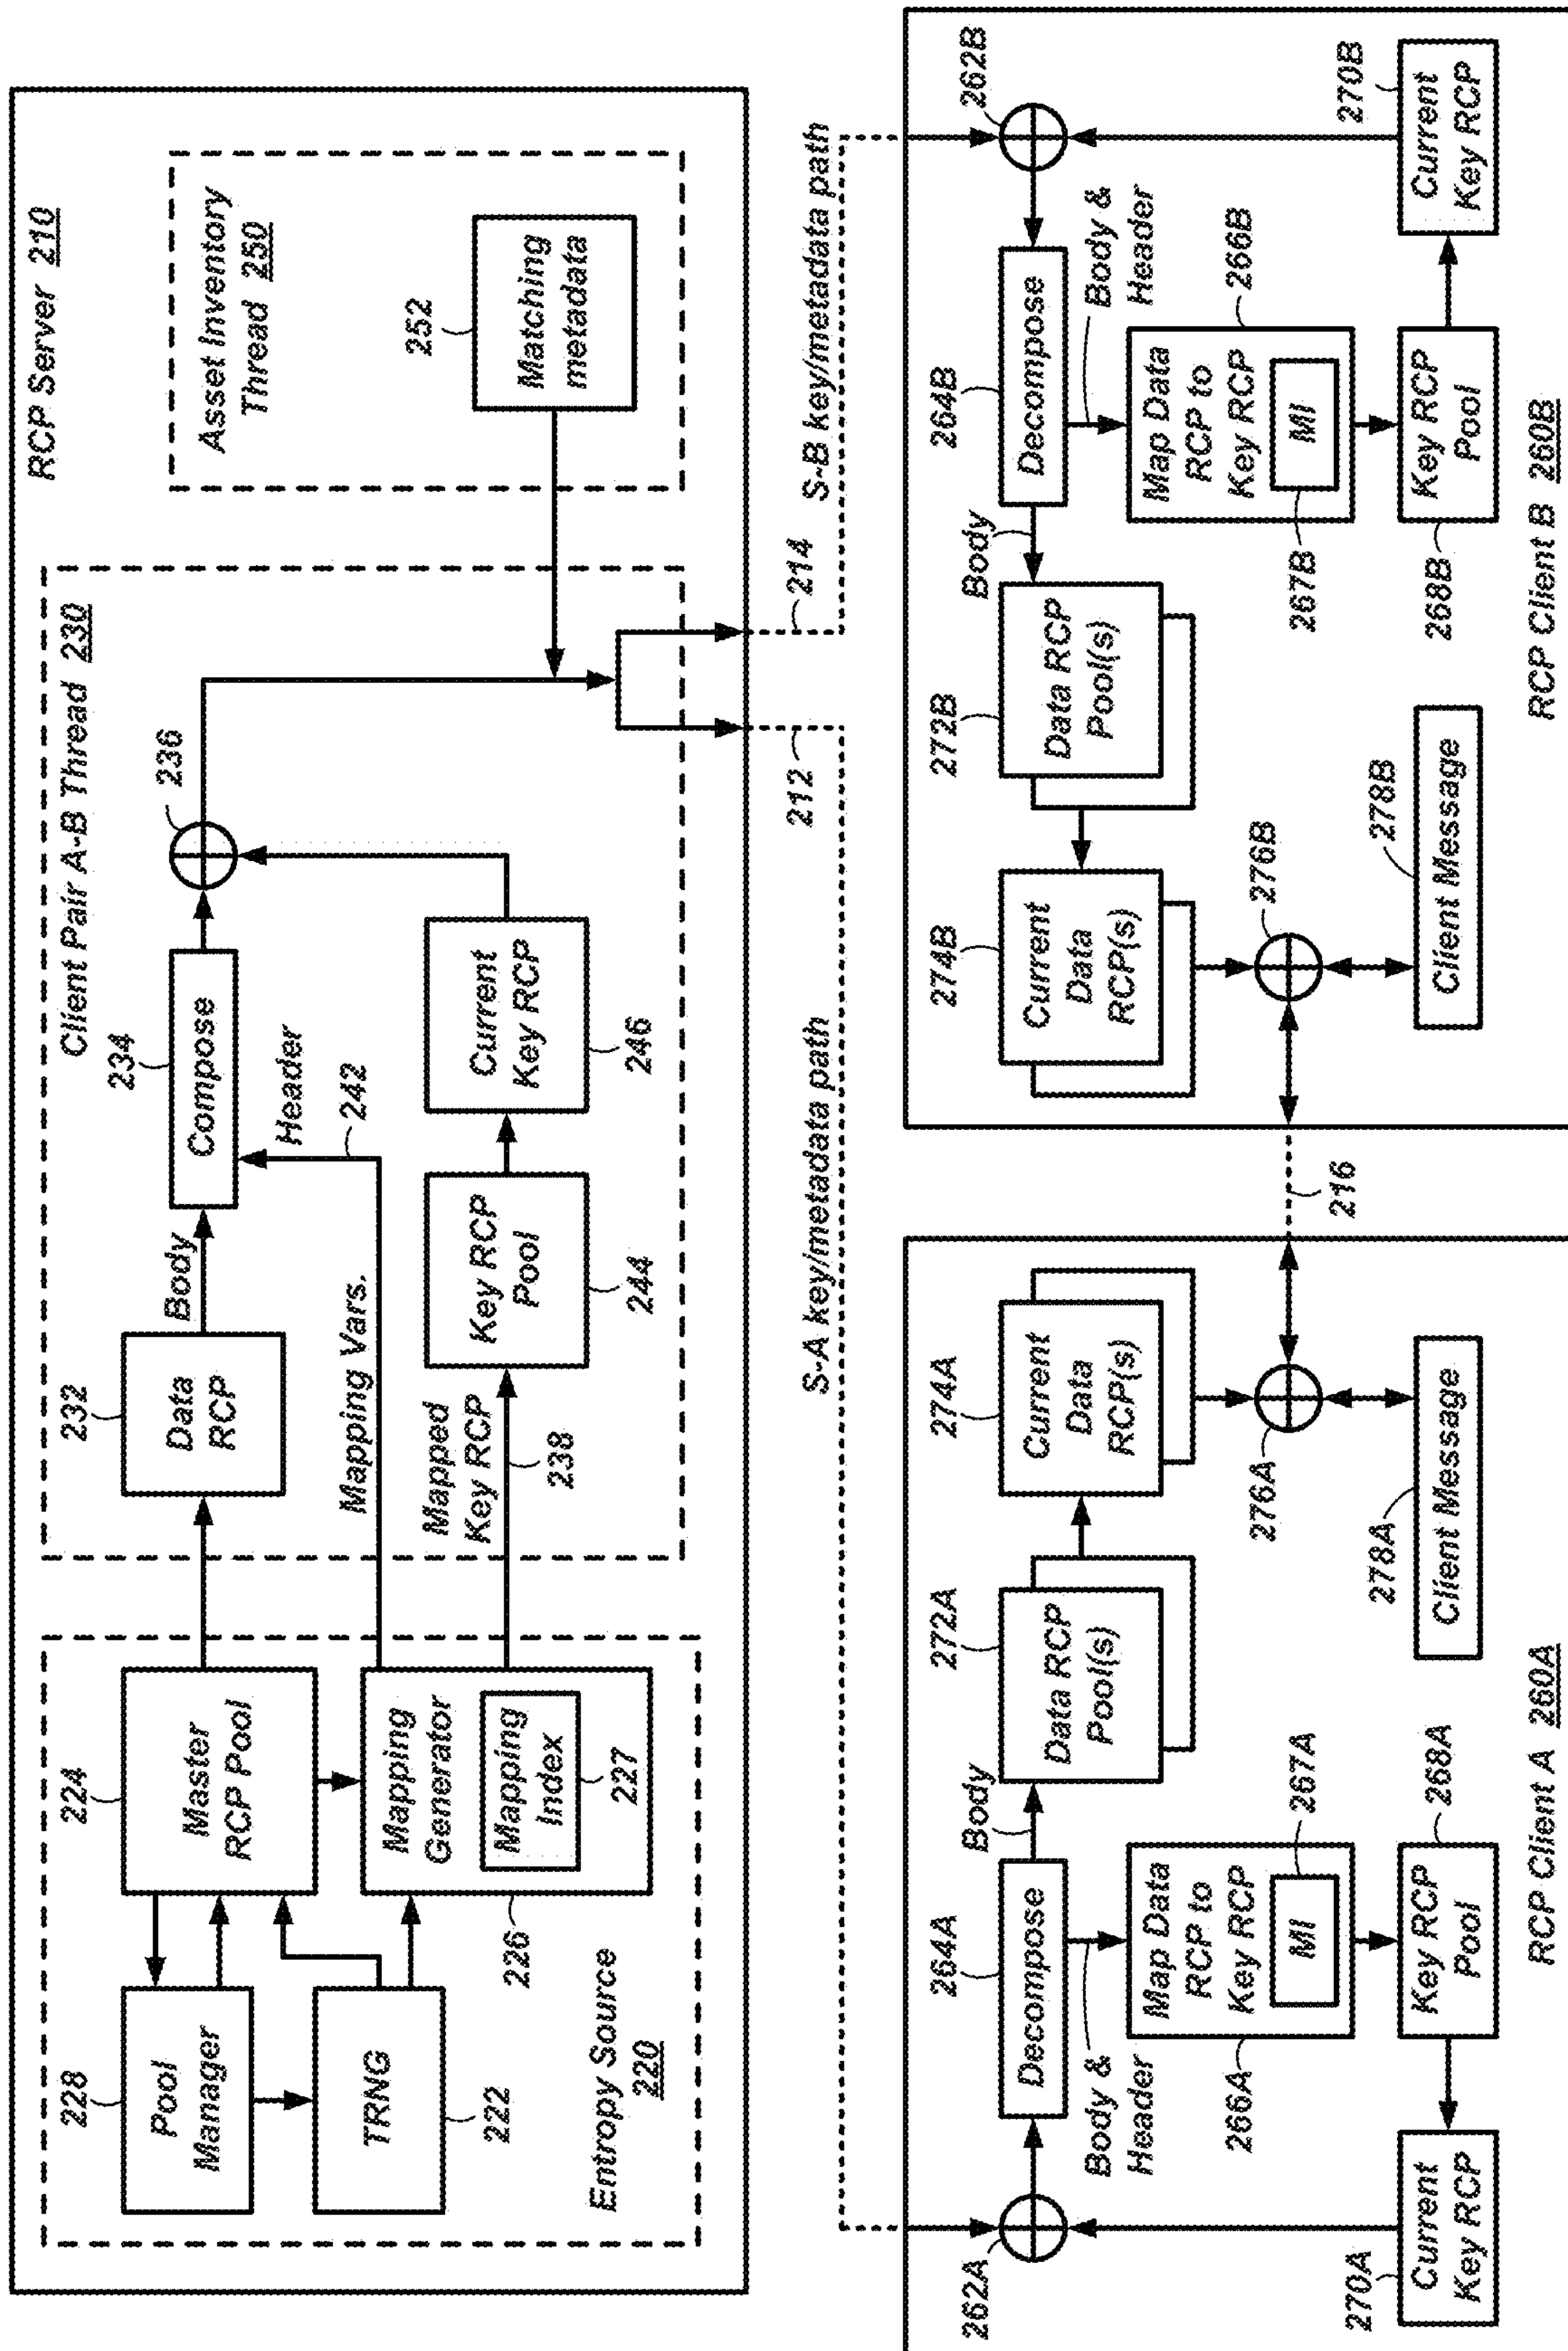 RCP Server 210
Client Pair A-B Thread 230
Asset Inventory
Thread 250
228
Pool
Manager
224
Master
RCP Pool
232
Data
RCP
Body
234
Compose
236
252
Matching
metadata
TRNG
222
Mapping
Generator
Mapping
Index
227
226
Mapping Vars.
Header
242
Mapped
Key RCP
238
Key RCP
Pool
244
Current
Key RCP
246
Entropy Source
220
212
214
S-A key/metadata path
S-B key/metadata path
262A
264A
Decompose
Body
272A
Data RCP
Pool(s)
274A
Current
Data
RCP(s)
Body &
Header
266A
Map Data
RCP to
Key RCP
MI
267A
276A
216
270A
Current
Key RCP
Key RCP
Pool
268A
278A
Client Message
RCP Client A 260A
274B
Current
Data
RCP(s)
272B
Data RCP
Pool(s)
Body
264B
Decompose
262B
Body &
Header
276B
267B
Map Data
RCP to
Key RCP
MI
266B
278B
Client Message
268B
Key RCP
Pool
270B
Current
Key RCP
RCP Client B 260B